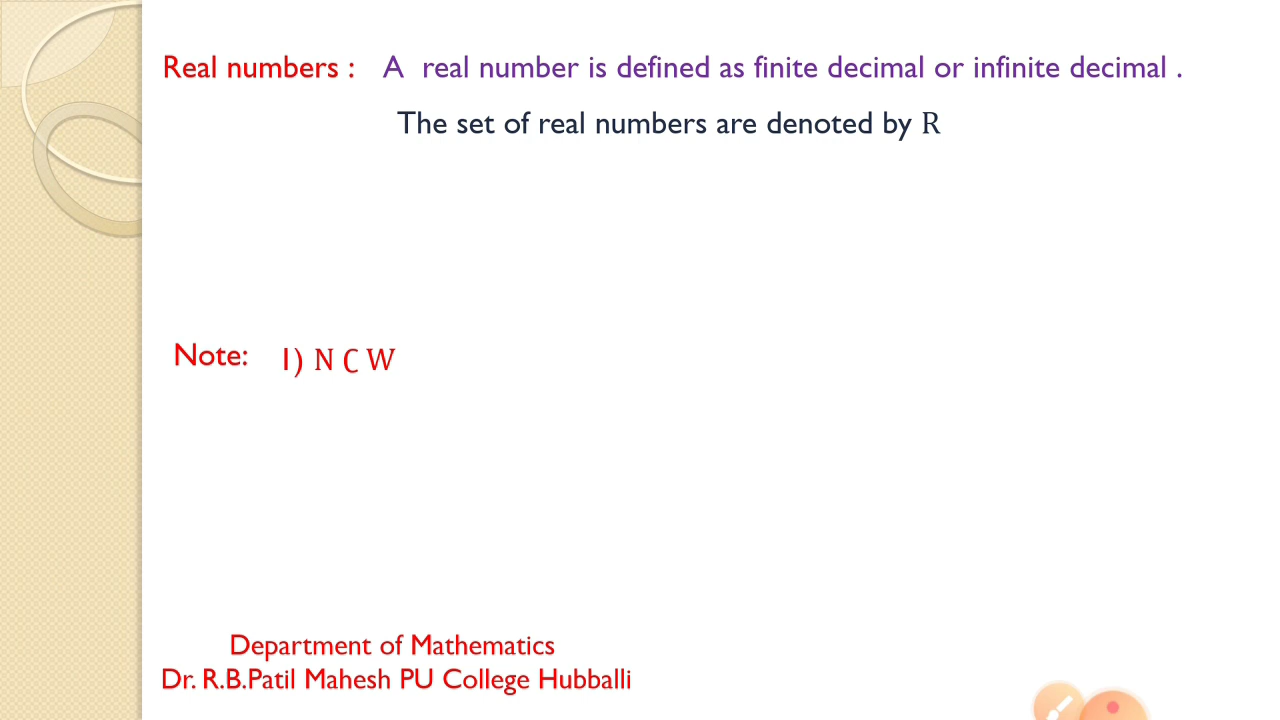 Real numbers : A real number is defined as finite decimal or infinite decimal .
The set of real numbers are denoted by R
Note: 1) N ⊂ W
Department of Mathematics
Dr. R.B.Patil Mahesh PU College Hubballi